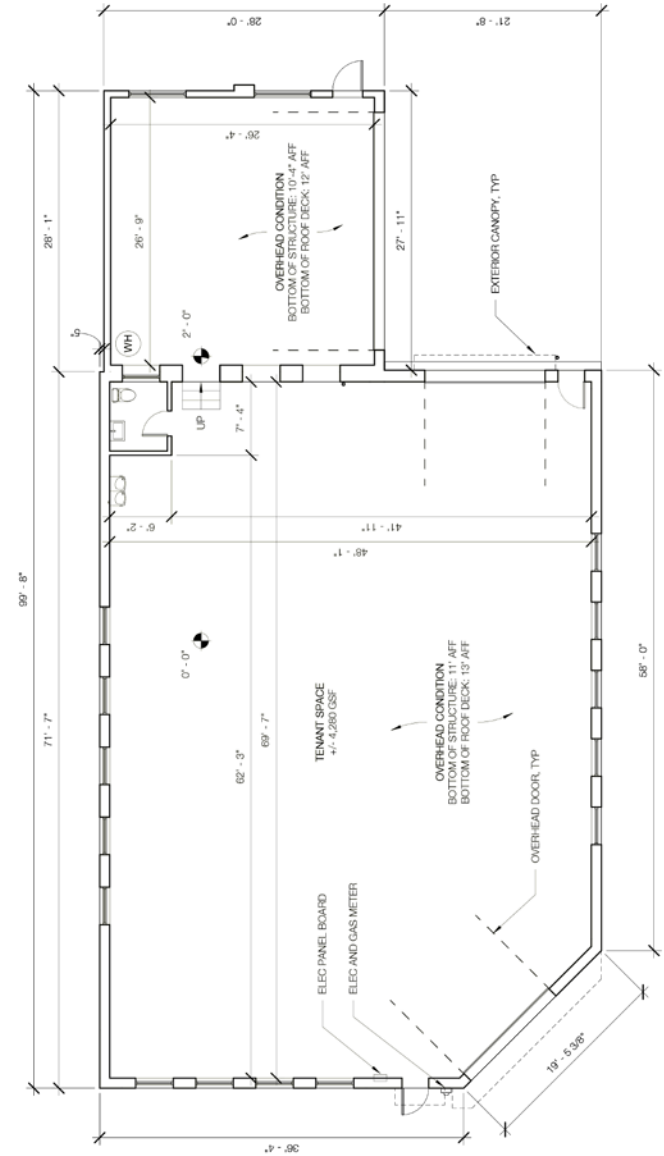 28' - 0"
21' - 8"
99' - 8"
28' - 1"
71' - 7"
26' - 4"
26' - 9"
OVERHEAD CONDITION
BOTTOM OF STRUCTURE: 10'-4" AFF
BOTTOM OF ROOF DECK: 12' AFF
27' - 11"
EXTERIOR CANOPY, TYP
5"
WH
2" - 0"
UP
7' - 4"
6' - 2"
41' - 11"
48' - 1"
0" - 0"
62' - 3"
69' - 7"
TENANT SPACE
+/- 4,280 GSF
OVERHEAD CONDITION
BOTTOM OF STRUCTURE: 11' AFF
BOTTOM OF ROOF DECK: 13' AFF
58' - 0"
OVERHEAD DOOR, TYP
ELEC PANEL BOARD
ELEC AND GAS METER
19' - 5 3/8"
36' - 4"